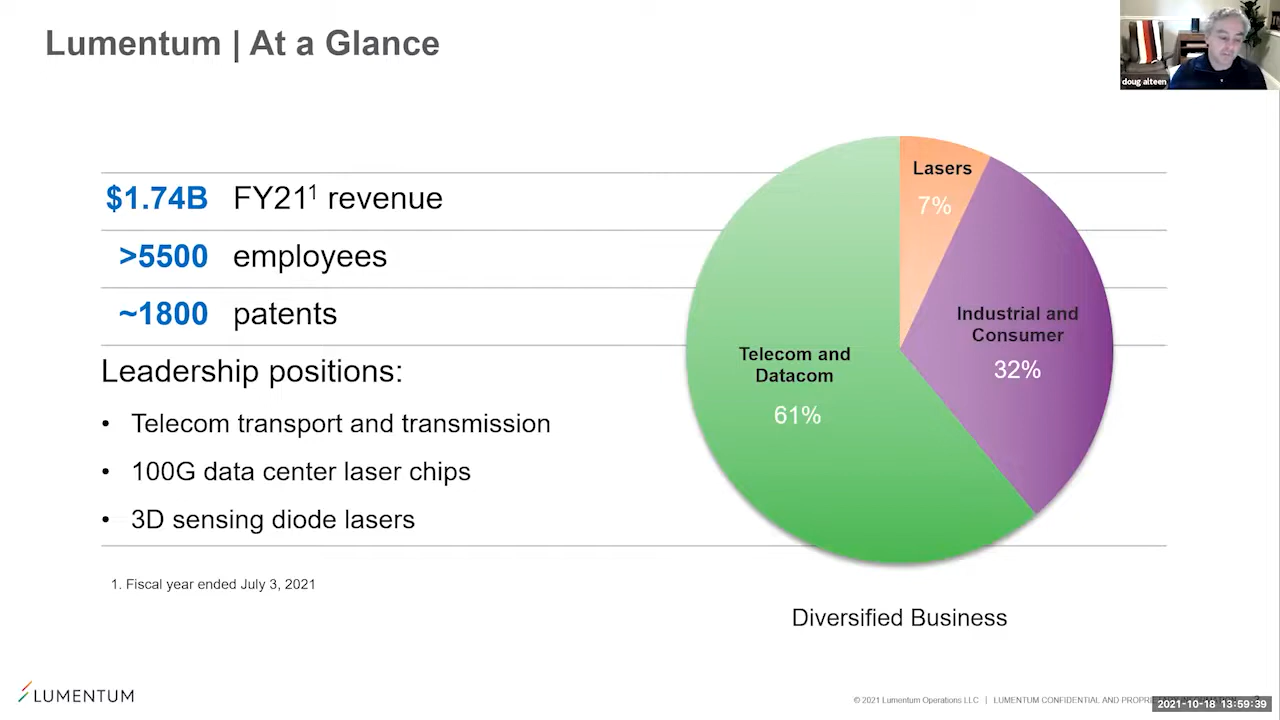 Lumentum | At a Glance
doug alteen
$1.74B FY21¹ revenue
>5500 employees
~1800 patents
Leadership positions:
• Telecom transport and transmission
• 100G data center laser chips
• 3D sensing diode lasers
1. Fiscal year ended July 3, 2021
Lasers
7%
Industrial and
Consumer
32%
Telecom and
Datacom
61%
Diversified Business
LUMENTUM
© 2021 Lumentum Operations LLC | LUMENTUM CONFIDENTIAL AND
2021-10-18 13:59:39